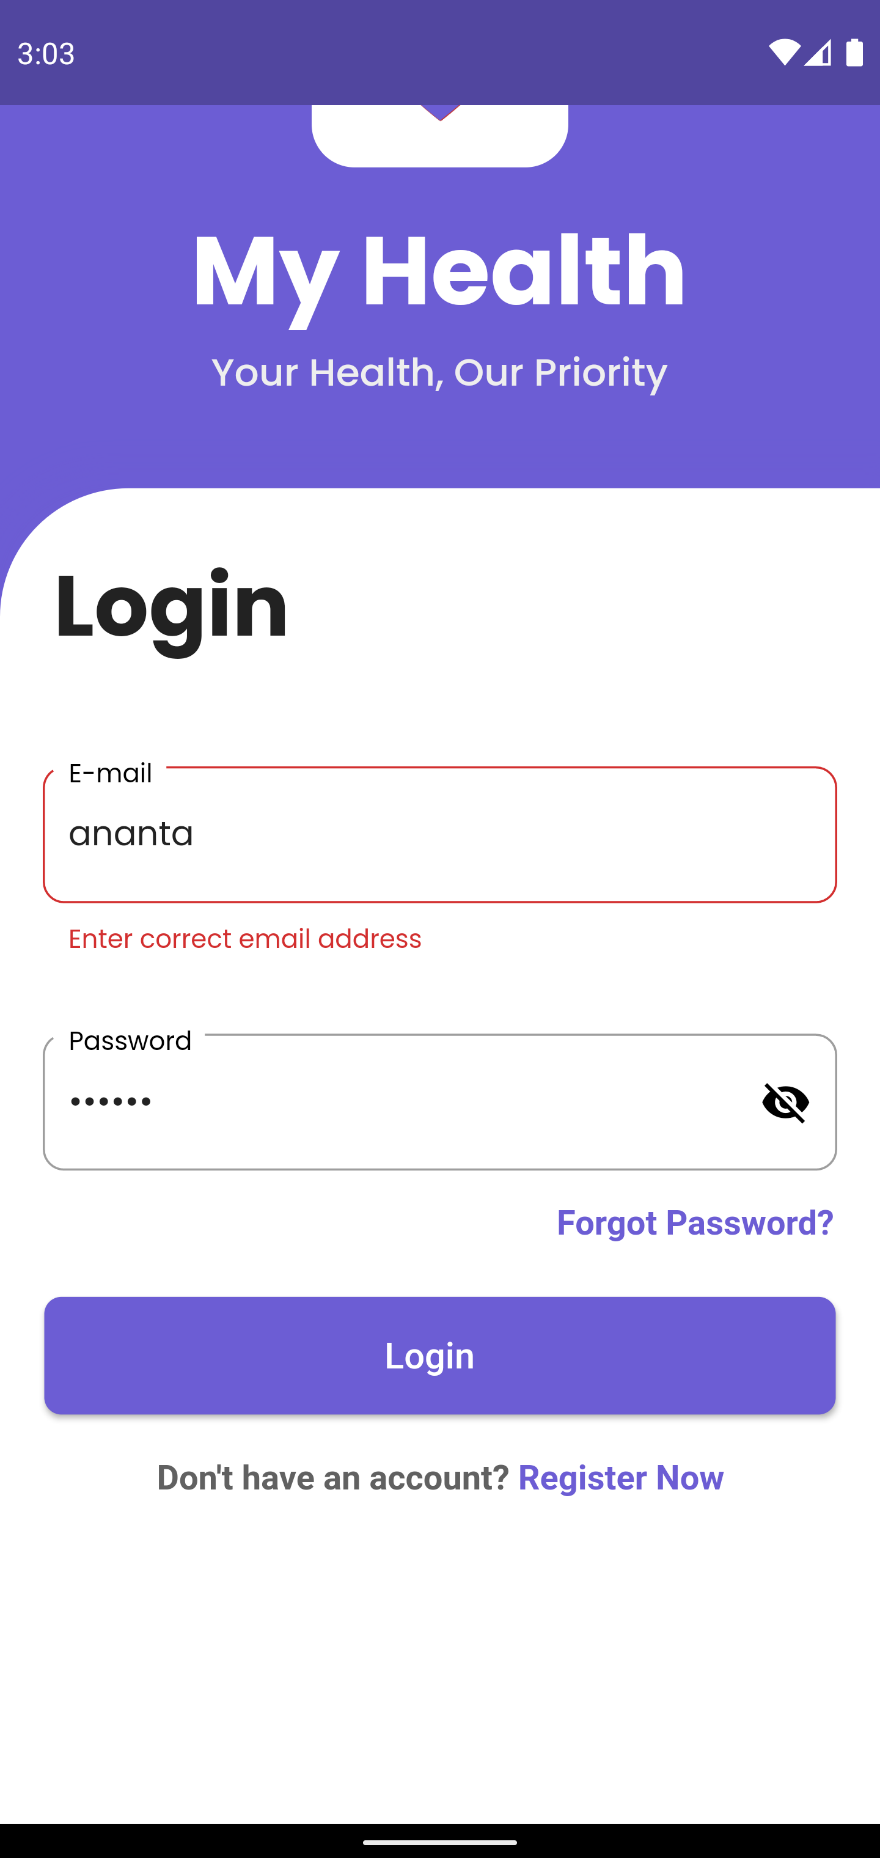 3:03
My Health
Your Health, Our Priority
Login
E-mail
ananta
Enter correct email address
Password
••••••
Forgot Password?
Login
Don't have an account? Register Now